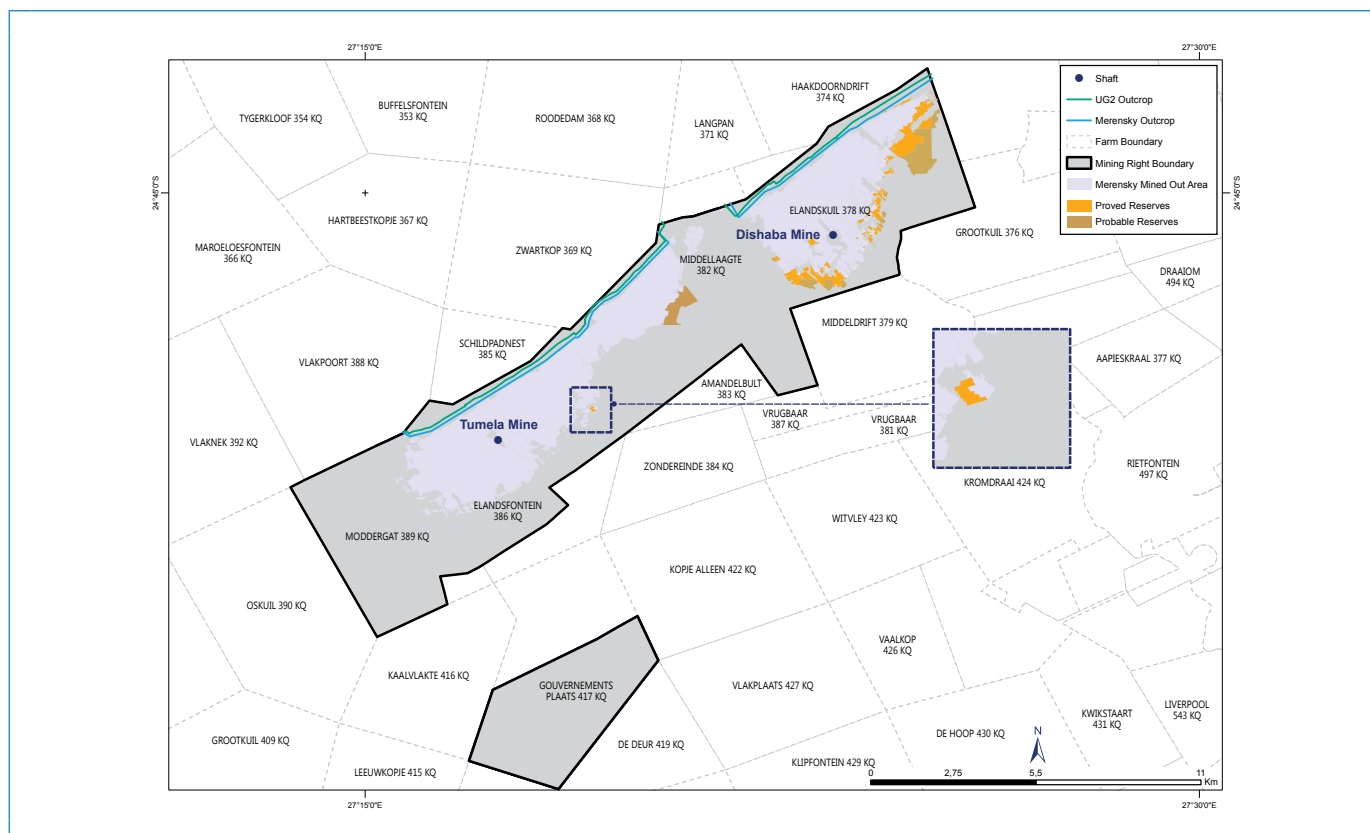 27°15'0"E
27°30'0"E
24°45'0"S
24°45'0"S
Shaft
UG2 Outcrop
Merensky Outcrop
Farm Boundary
Mining Right Boundary
Merensky Mined Out Area
Proved Reserves
Probable Reserves
TYGERKLOOF 354 KQ
BUFFELSFONTEIN
353 KQ
ROODEDAM 368 KQ
LANGPAN
371 KQ
HAAKDOORNDRIFT
374 KQ
HARTBEESTKOPJE 367 KQ
MAROELOESFONTEIN
366 KQ
ZWARTKOP 369 KQ
MIDDELLAAGTE
382 KQ
ELANDSKUIL 378 KQ
Dishaba Mine
GROOTKUIL 376 KQ
DRAAIOM
494 KQ
VLAKPOORT 388 KQ
SCHILDPADNEST
385 KQ
MIDDELDRIFT 379 KQ
AAPIESKRAAL 377 KQ
AMANDELBULT
383 KQ
VRUGBAAR
387 KQ
VRUGBAAR
381 KQ
VLAKNEK 392 KQ
Tumela Mine
ZONDEREINDE 384 KQ
KROMDRAAI 424 KQ
RIETFONTEIN
497 KQ
ELANDSFONTEIN
386 KQ
MODDERGAT 389 KQ
WITVLEY 423 KQ
KOPJE ALLEEN 422 KQ
OSKUIL 390 KQ
VAALKOP
426 KQ
KAALVLAKTE 416 KQ
GOUVERNEMENTS
PLAATS 417 KQ
VLAKPLAATS 427 KQ
KWIKSTAART
431 KQ
LIVERPOOL
543 KQ
GROOTKUIL 409 KQ
LEEUWKOPJE 415 KQ
DE DEUR 419 KQ
KLIPFONTEIN 429 KQ
DE HOOP 430 KQ
N
0
2,75
5,5
11
Km
27°15'0"E
27°30'0"E